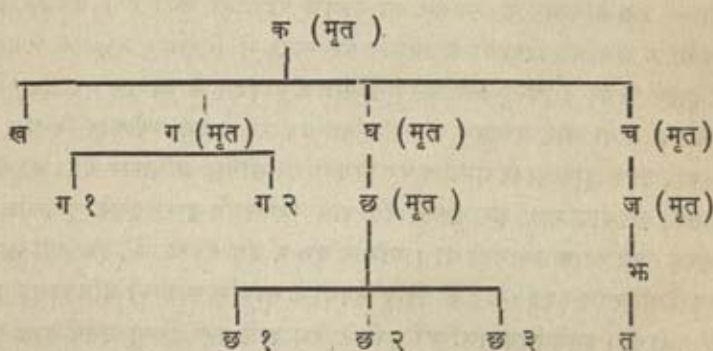 क (मृत)
ख ग (मृत) घ (मृत) च (मृत)
ग १ ग २ छ (मृत) ज (मृत)
झ
छ १ छ २ छ ३ त